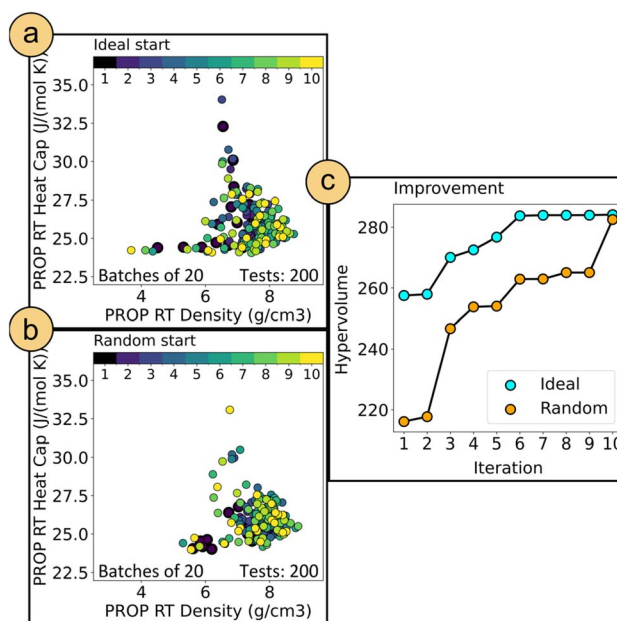 a
Ideal start
1 2 3 4 5 6 7 8 9 10
PROP RT Heat Cap (J/(mol K))
35.0
32.5
30.0
27.5
25.0
22.5
Batches of 20 Tests: 200
4 6 8
PROP RT Density (g/cm3)
b
Random start
1 2 3 4 5 6 7 8 9 10
PROP RT Heat Cap (J/(mol K))
35.0
32.5
30.0
27.5
25.0
22.5
Batches of 20 Tests: 200
4 6 8
PROP RT Density (g/cm3)
c
Improvement
Hypervolume
280
260
240
220
Ideal
Random
1 2 3 4 5 6 7 8 9 10
Iteration